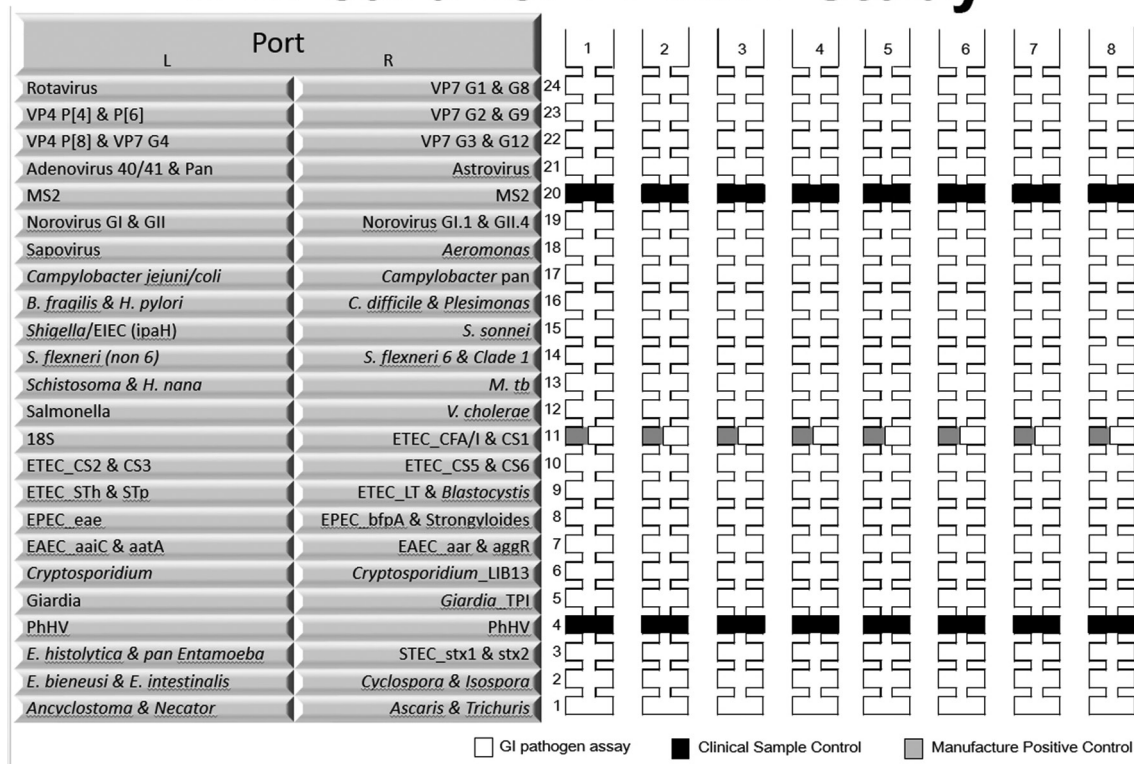 Port
L R
1 2 3 4 5 6 7 8
Rotavirus VP7 G1 & G8 24
VP4 P[4] & P[6] VP7 G2 & G9 23
VP4 P[8] & VP7 G4 VP7 G3 & G12 22
Adenovirus 40/41 & Pan Astrovirus 21
MS2 MS2 20
Norovirus GI & GII Norovirus GI.1 & GII.4 19
Sapovirus Aeromonas 18
Campylobacter jejuni/coli Campylobacter pan 17
B. fragilis & H. pylori C. difficile & Plesimonas 16
Shigella/EIEC (ipaH) S. sonnei 15
S. flexneri (non 6) S. flexneri 6 & Clade 1 14
Schistosoma & H. nana M. tb 13
Salmonella V. cholerae 12
18S ETEC_CFA/I & CS1 11
ETEC_CS2 & CS3 ETEC_CS5 & CS6 10
ETEC_STh & STp ETEC_LT & Blastocystis 9
EPEC_eae EPEC_bfpA & Strongyloides 8
EAEC_aaiC & aatA EAEC_aar & aggR 7
Cryptosporidium Cryptosporidium_LIB13 6
Giardia Giardia_TPI 5
PhHV PhHV 4
E. histolytica & pan Entamoeba STEC_stx1 & stx2 3
E. bieneusi & E. intestinalis Cyclospora & Isospora 2
Ancyclostoma & Necator Ascaris & Trichuris 1
GI pathogen assay Clinical Sample Control Manufacture Positive Control